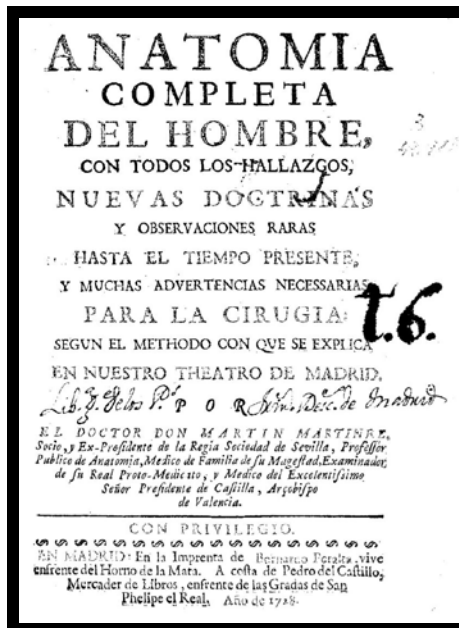 ANATOMIA
COMPLETA
DEL HOMBRE,
CON TODOS LOS HALLAZGOS,
NUEVAS DOCTRINAS
Y OBSERVACIONES RARAS
HASTA EL TIEMPO PRESENTE,
Y MUCHAS ADVERTENCIAS NECESSARIAS
PARA LA CIRUGIA:
SEGUN EL METHODO CON QUE SE EXPLICA
EN NUESTRO THEATRO DE MADRID.
t.6.
POR
de Madrid
EL DOCTOR DON MARTIN MARTINEZ,
Socio, y Ex-Presidente de la Regia Sociedad de Sevilla, Professor
Publico de Anatomia, Medico de Familia de su Magestad, Examinador
de su Real Proto-Medicato, y Medico del Excelentissimo
Señor Presidente de Castilla, Arçobispo
de Valencia.
CON PRIVILEGIO.
EN MADRID: En la Imprenta de Bernardo Peralta, vive
enfrente del Horno de la Mata. A costa de Pedro del Castillo,
Mercader de Libros, enfrente de las Gradas de San
Phelipe el Real, Año de 1728.